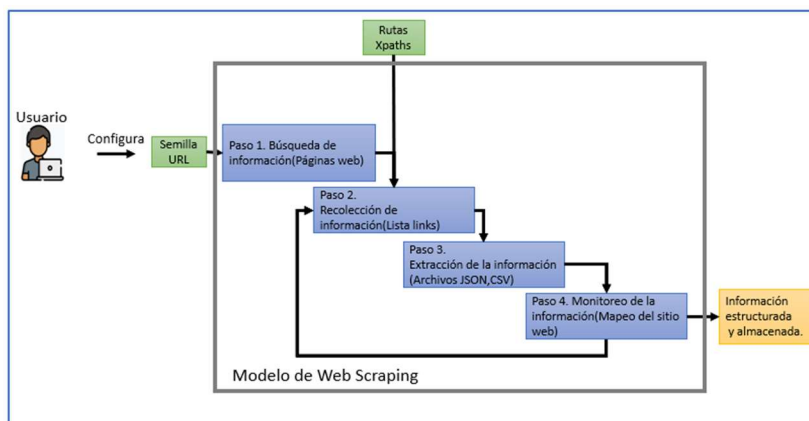 Rutas
Xpaths
Usuario
Configura
Semilla
URL
Paso 1. Búsqueda de
información(Páginas web)
Paso 2.
Recolección de
información(Lista links)
Paso 3.
Extracción de la información
(Archivos JSON,CSV)
Paso 4. Monitoreo de la
información(Mapeo del sitio
web)
Información
estructurada
y almacenada.
Modelo de Web Scraping